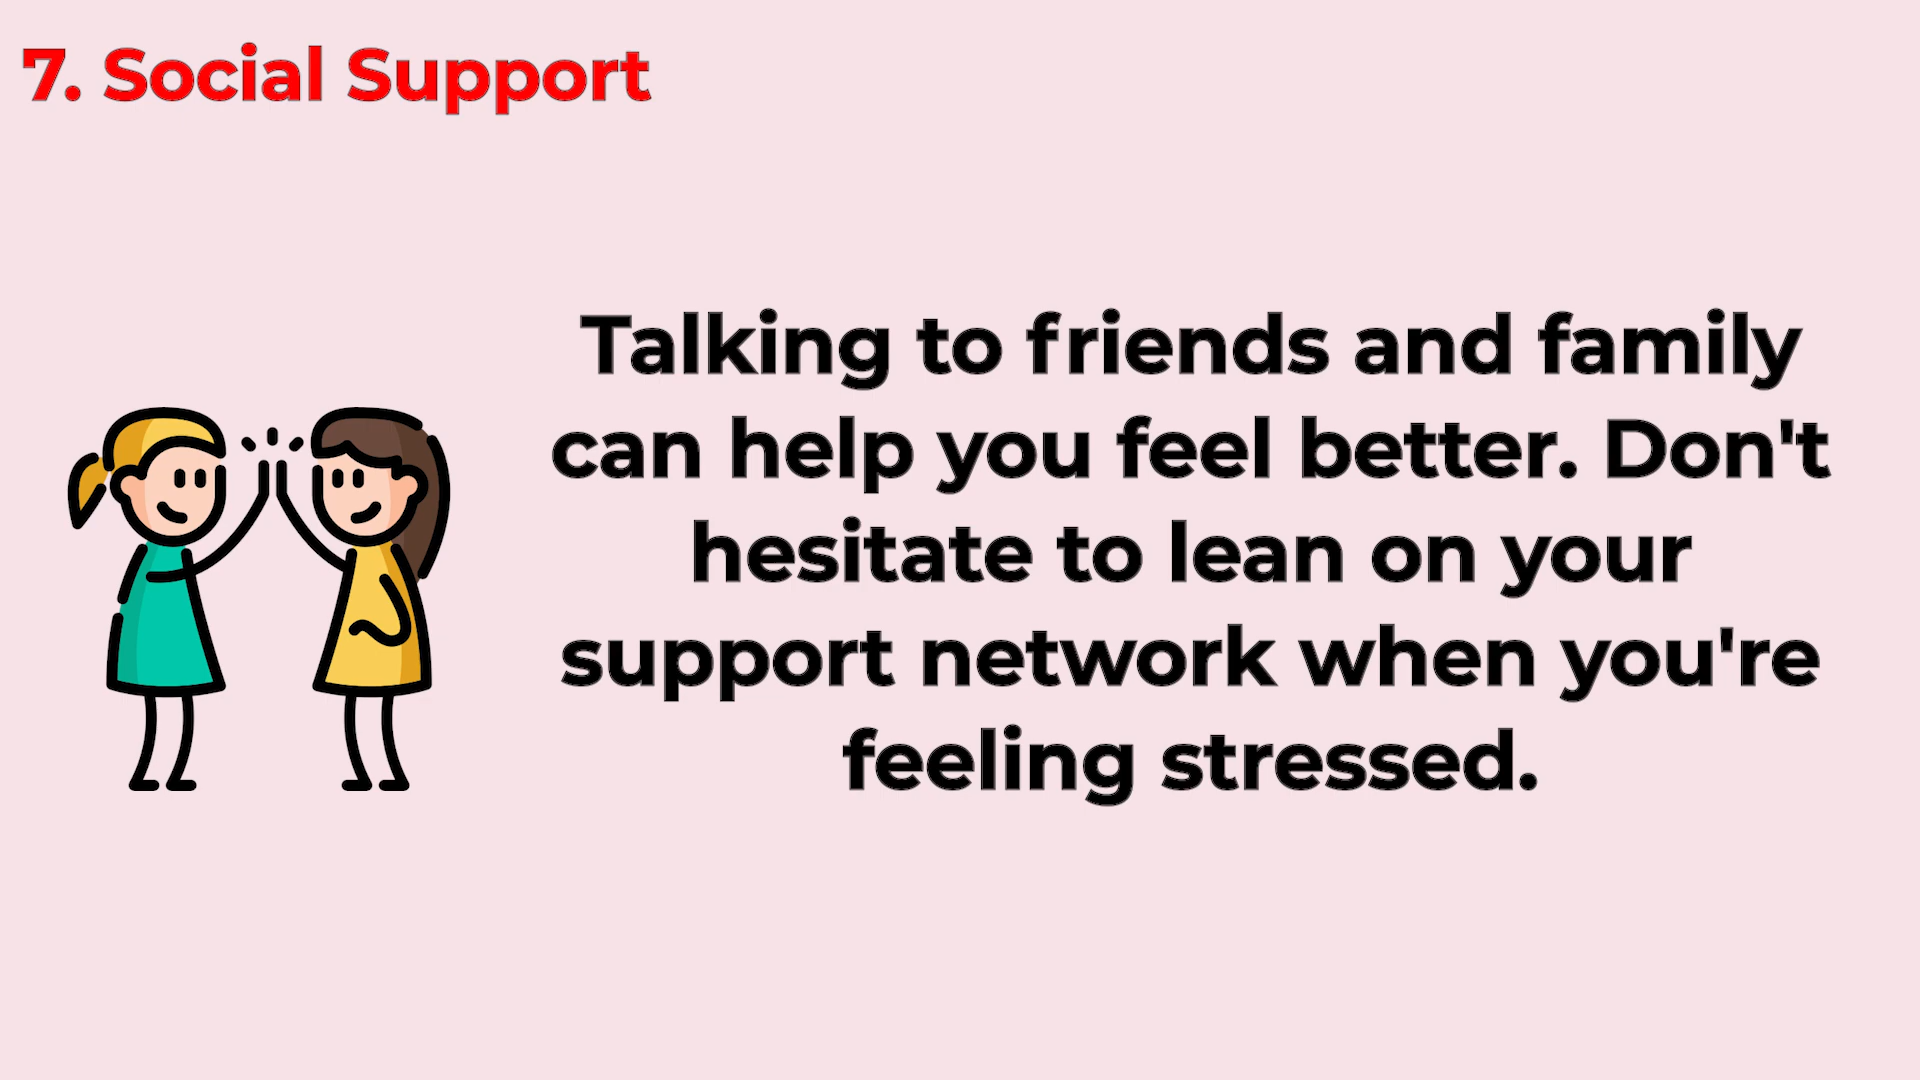 7. Social Support
Talking to friends and family
can help you feel better. Don't
hesitate to lean on your
support network when you're
feeling stressed.